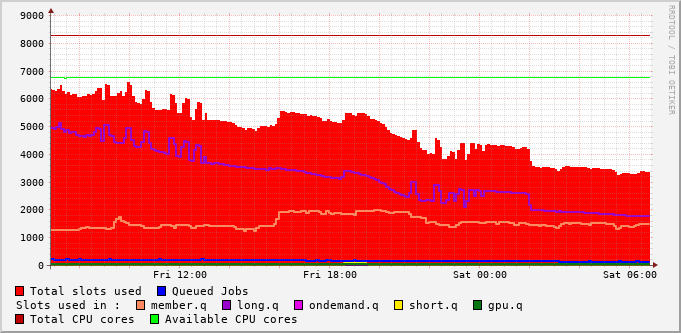 9000
8000
7000
6000
5000
4000
3000
2000
1000
0
Fri 12:00 Fri 18:00 Sat 00:00 Sat 06:00
RRDTOOL / TOBI OETIKER
Total slots used Queued Jobs
Slots used in : member.q long.q ondemand.q short.q gpu.q
Total CPU cores Available CPU cores